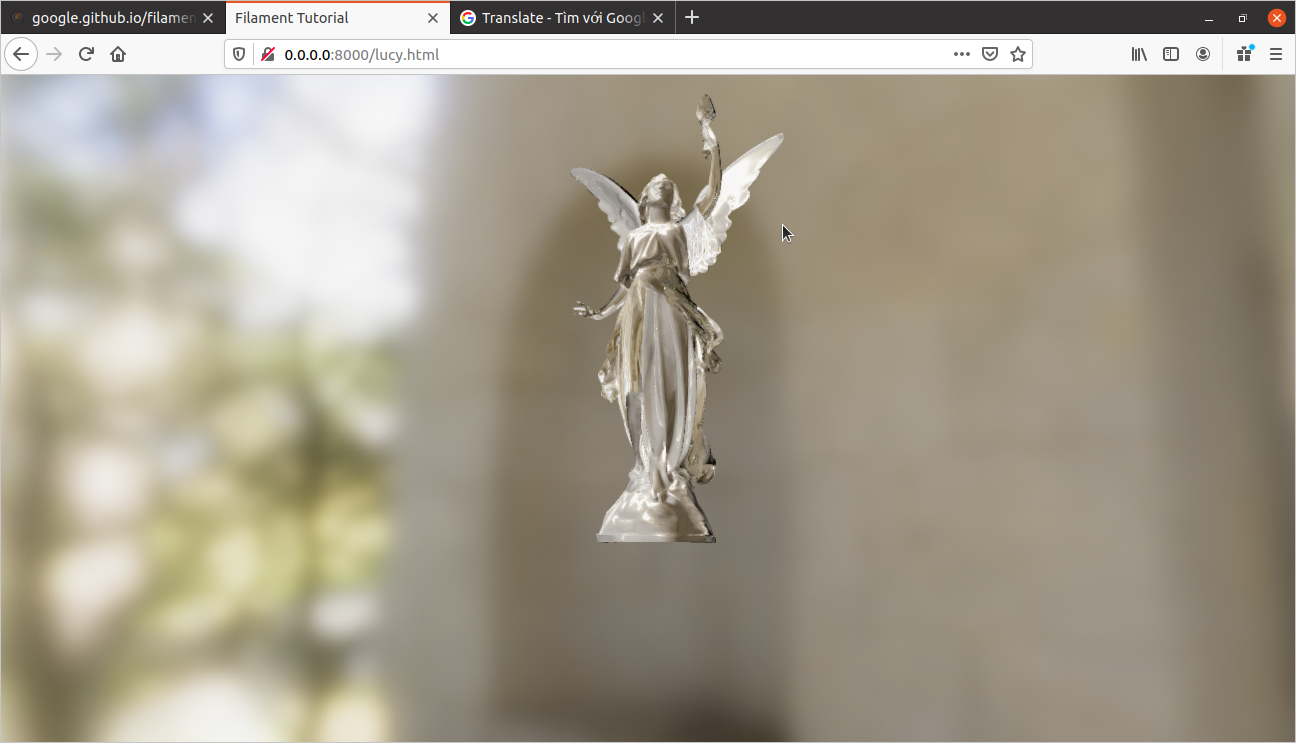 google.github.io/filamen
Filament Tutorial
Translate - Tìm với Googl
0.0.0.0:8000/lucy.html